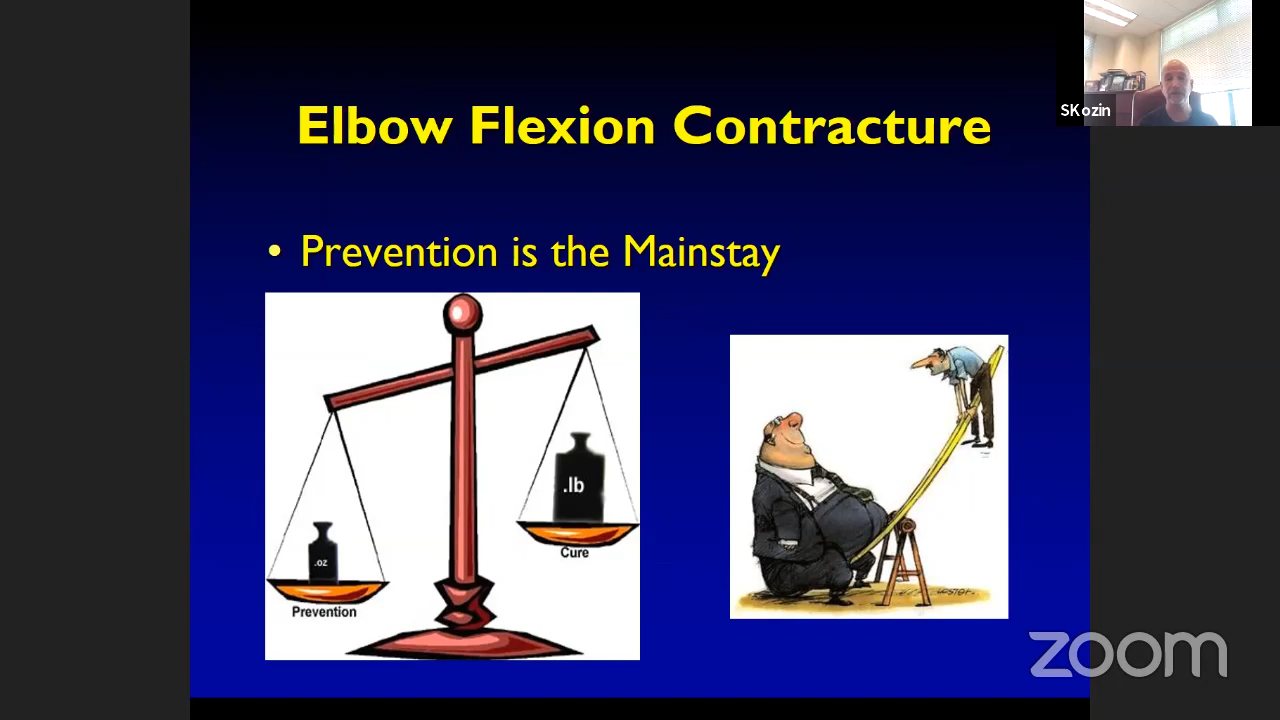 SKozin
Elbow Flexion Contracture
• Prevention is the Mainstay
.lb
Cure
.oz
Prevention
zoom